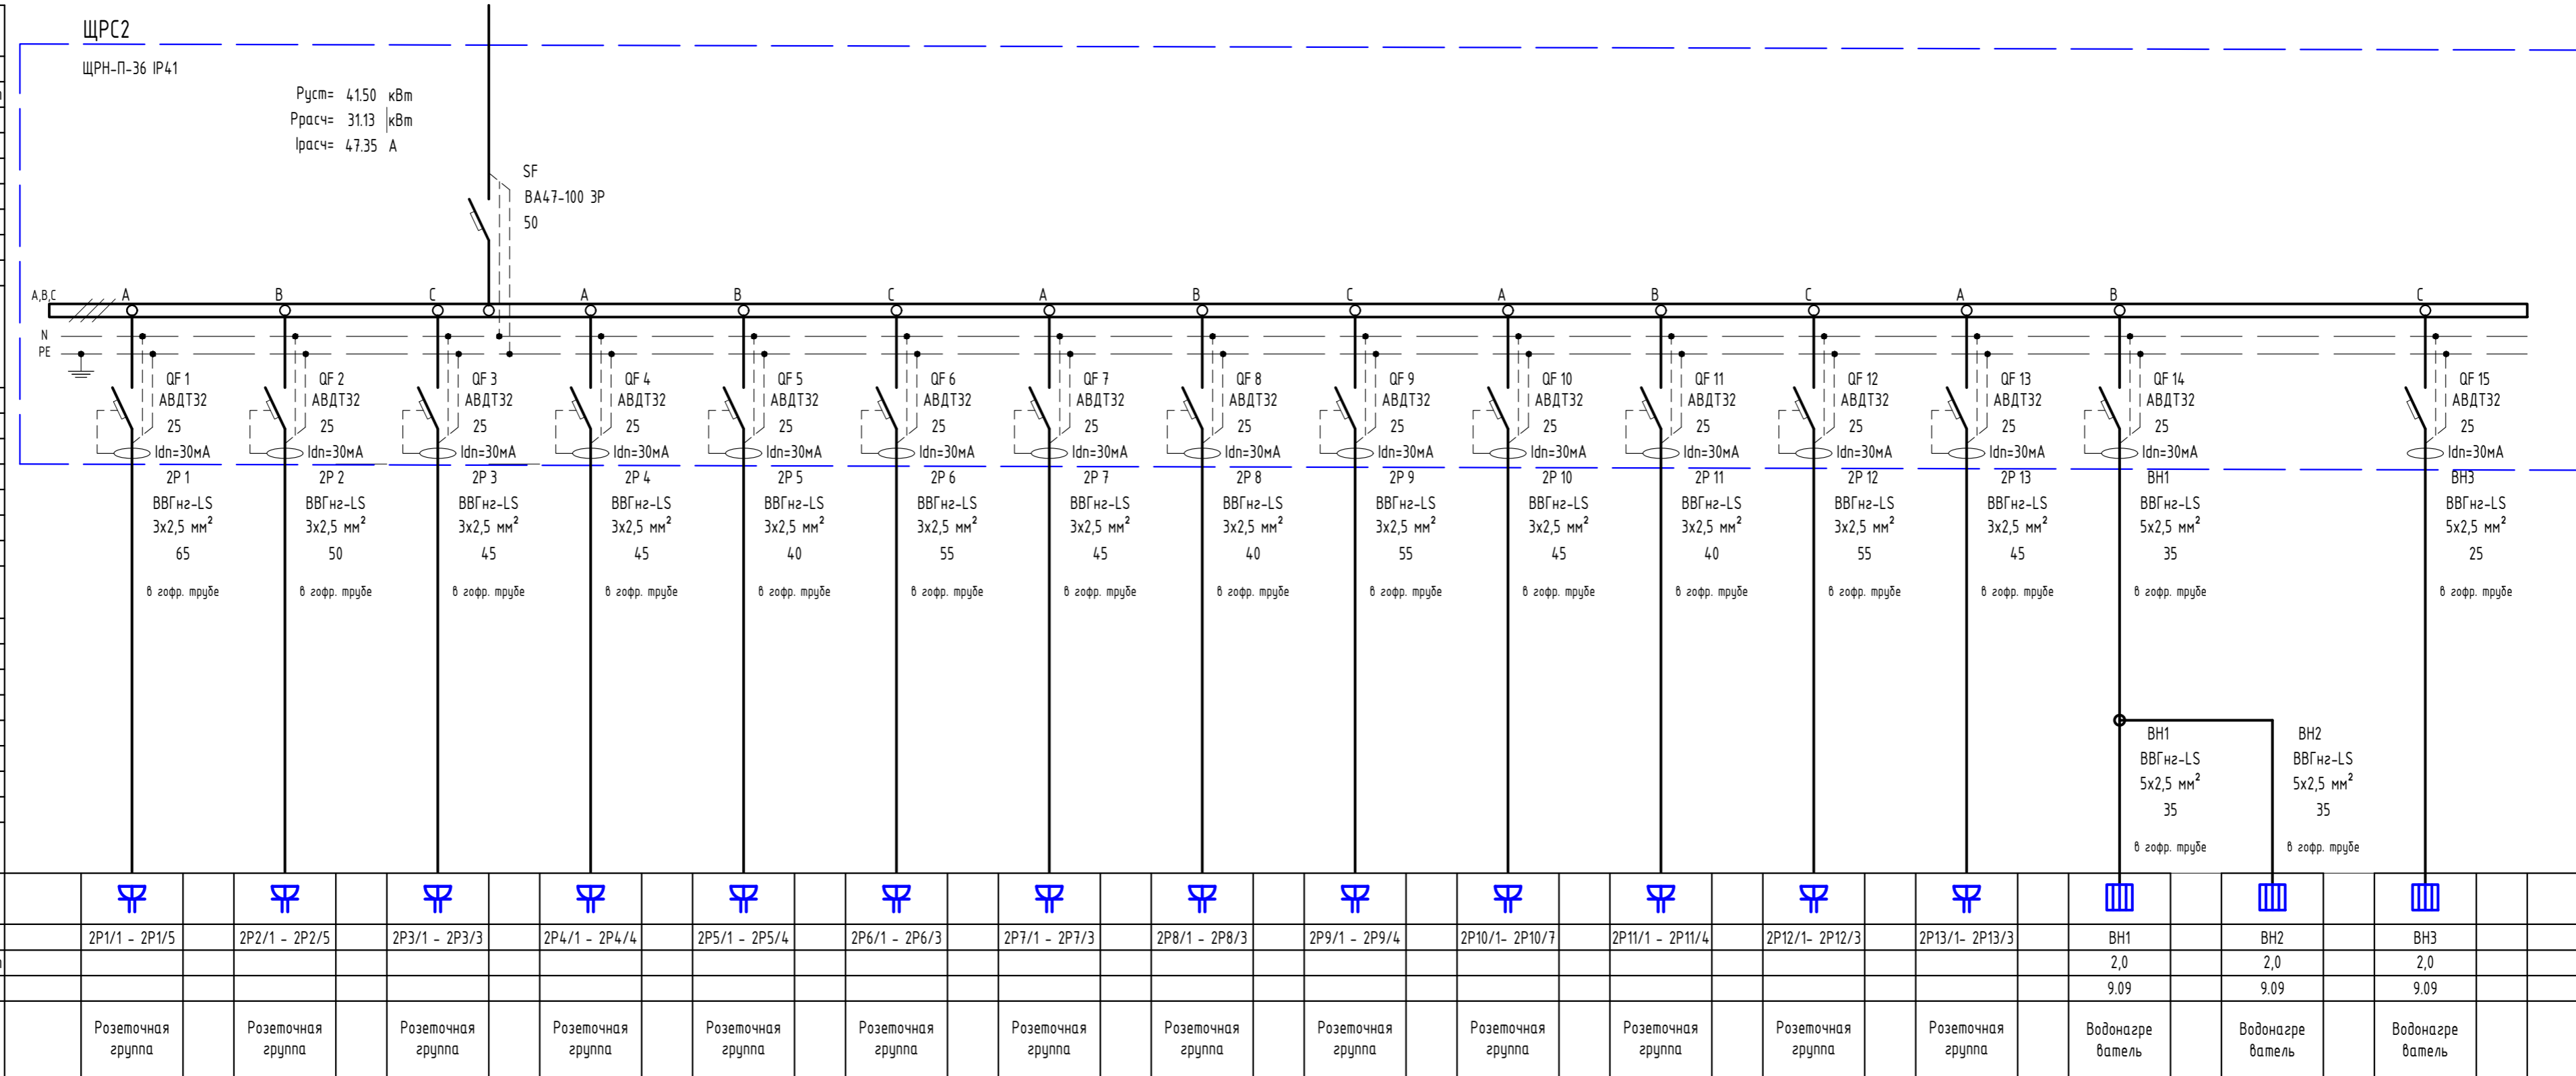 ЩРС2
ЩРН-П-36 IP41
Руст= 41.50 кВт
Ррасч= 31.13 кВт
Iрасч= 47.35 А
SF
ВА47-100 3Р
50
A,B,C A B C A B C A B C A B C A B C
N
PE
QF 1 QF 2 QF 3 QF 4 QF 5 QF 6 QF 7 QF 8 QF 9 QF 10 QF 11 QF 12 QF 13 QF 14 QF 15
АВДТ32 АВДТ32 АВДТ32 АВДТ32 АВДТ32 АВДТ32 АВДТ32 АВДТ32 АВДТ32 АВДТ32 АВДТ32 АВДТ32 АВДТ32 АВДТ32 АВДТ32
25 25 25 25 25 25 25 25 25 25 25 25 25 25 25
Idn=30мА Idn=30мА Idn=30мА Idn=30мА Idn=30мА Idn=30мА Idn=30мА Idn=30мА Idn=30мА Idn=30мА Idn=30мА Idn=30мА Idn=30мА Idn=30мА Idn=30мА
2Р 1 2Р 2 2Р 3 2Р 4 2Р 5 2Р 6 2Р 7 2Р 8 2Р 9 2Р 10 2Р 11 2Р 12 2Р 13 ВН1 ВН3
ВВГнг-LS ВВГнг-LS ВВГнг-LS ВВГнг-LS ВВГнг-LS ВВГнг-LS ВВГнг-LS ВВГнг-LS ВВГнг-LS ВВГнг-LS ВВГнг-LS ВВГнг-LS ВВГнг-LS ВВГнг-LS ВВГнг-LS
3х2,5 мм² 3х2,5 мм² 3х2,5 мм² 3х2,5 мм² 3х2,5 мм² 3х2,5 мм² 3х2,5 мм² 3х2,5 мм² 3х2,5 мм² 3х2,5 мм² 3х2,5 мм² 3х2,5 мм² 3х2,5 мм² 5х2,5 мм² 5х2,5 мм²
65 50 45 45 40 55 45 40 55 45 40 55 45 35 25
в гофр. трубе в гофр. трубе в гофр. трубе в гофр. трубе в гофр. трубе в гофр. трубе в гофр. трубе в гофр. трубе в гофр. трубе в гофр. трубе в гофр. трубе в гофр. трубе в гофр. трубе в гофр. трубе в гофр. трубе
ВН1 ВН2
ВВГнг-LS ВВГнг-LS
5х2,5 мм² 5х2,5 мм²
35 35
в гофр. трубе в гофр. трубе
2Р1/1 - 2Р1/5 2Р2/1 - 2Р2/5 2Р3/1 - 2Р3/3 2Р4/1 - 2Р4/4 2Р5/1 - 2Р5/4 2Р6/1 - 2Р6/3 2Р7/1 - 2Р7/3 2Р8/1 - 2Р8/3 2Р9/1 - 2Р9/4 2Р10/1- 2Р10/7 2Р11/1 - 2Р11/4 2Р12/1- 2Р12/3 2Р13/1- 2Р13/3 ВН1 ВН2 ВН3
2,0 2,0 2,0
9.09 9.09 9.09
Розеточная Розеточная Розеточная Розеточная Розеточная Розеточная Розеточная Розеточная Розеточная Розеточная Розеточная Розеточная Розеточная Водонагре Водонагре Водонагре
группа группа группа группа группа группа группа группа группа группа группа группа группа ватель ватель ватель